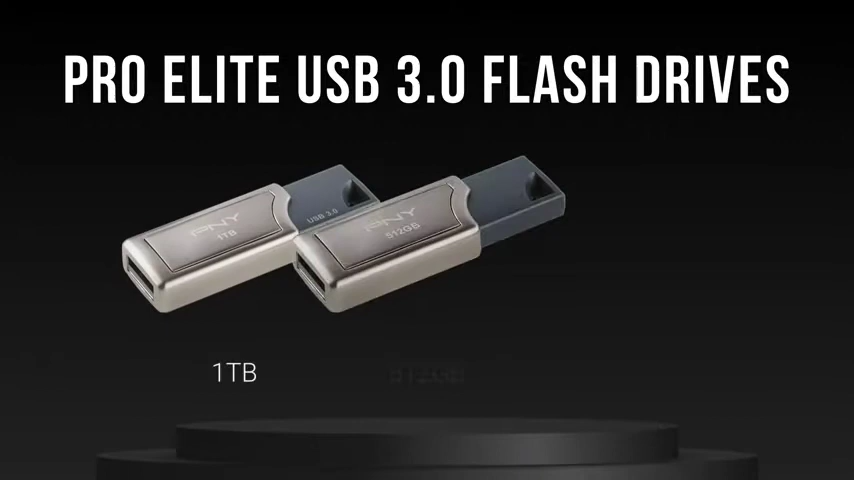 PRO ELITE USB 3.0 FLASH DRIVES
USB 3.0
PNY
1TB
PNY
512GB
1TB